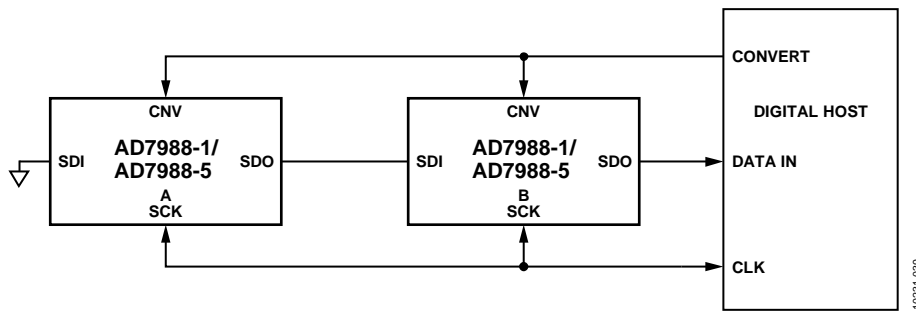 CONVERT
CNV
CNV
DIGITAL HOST
AD7988-1/
AD7988-5
AD7988-1/
AD7988-5
SDI
SDO
SDI
SDO
DATA IN
A
SCK
B
SCK
CLK